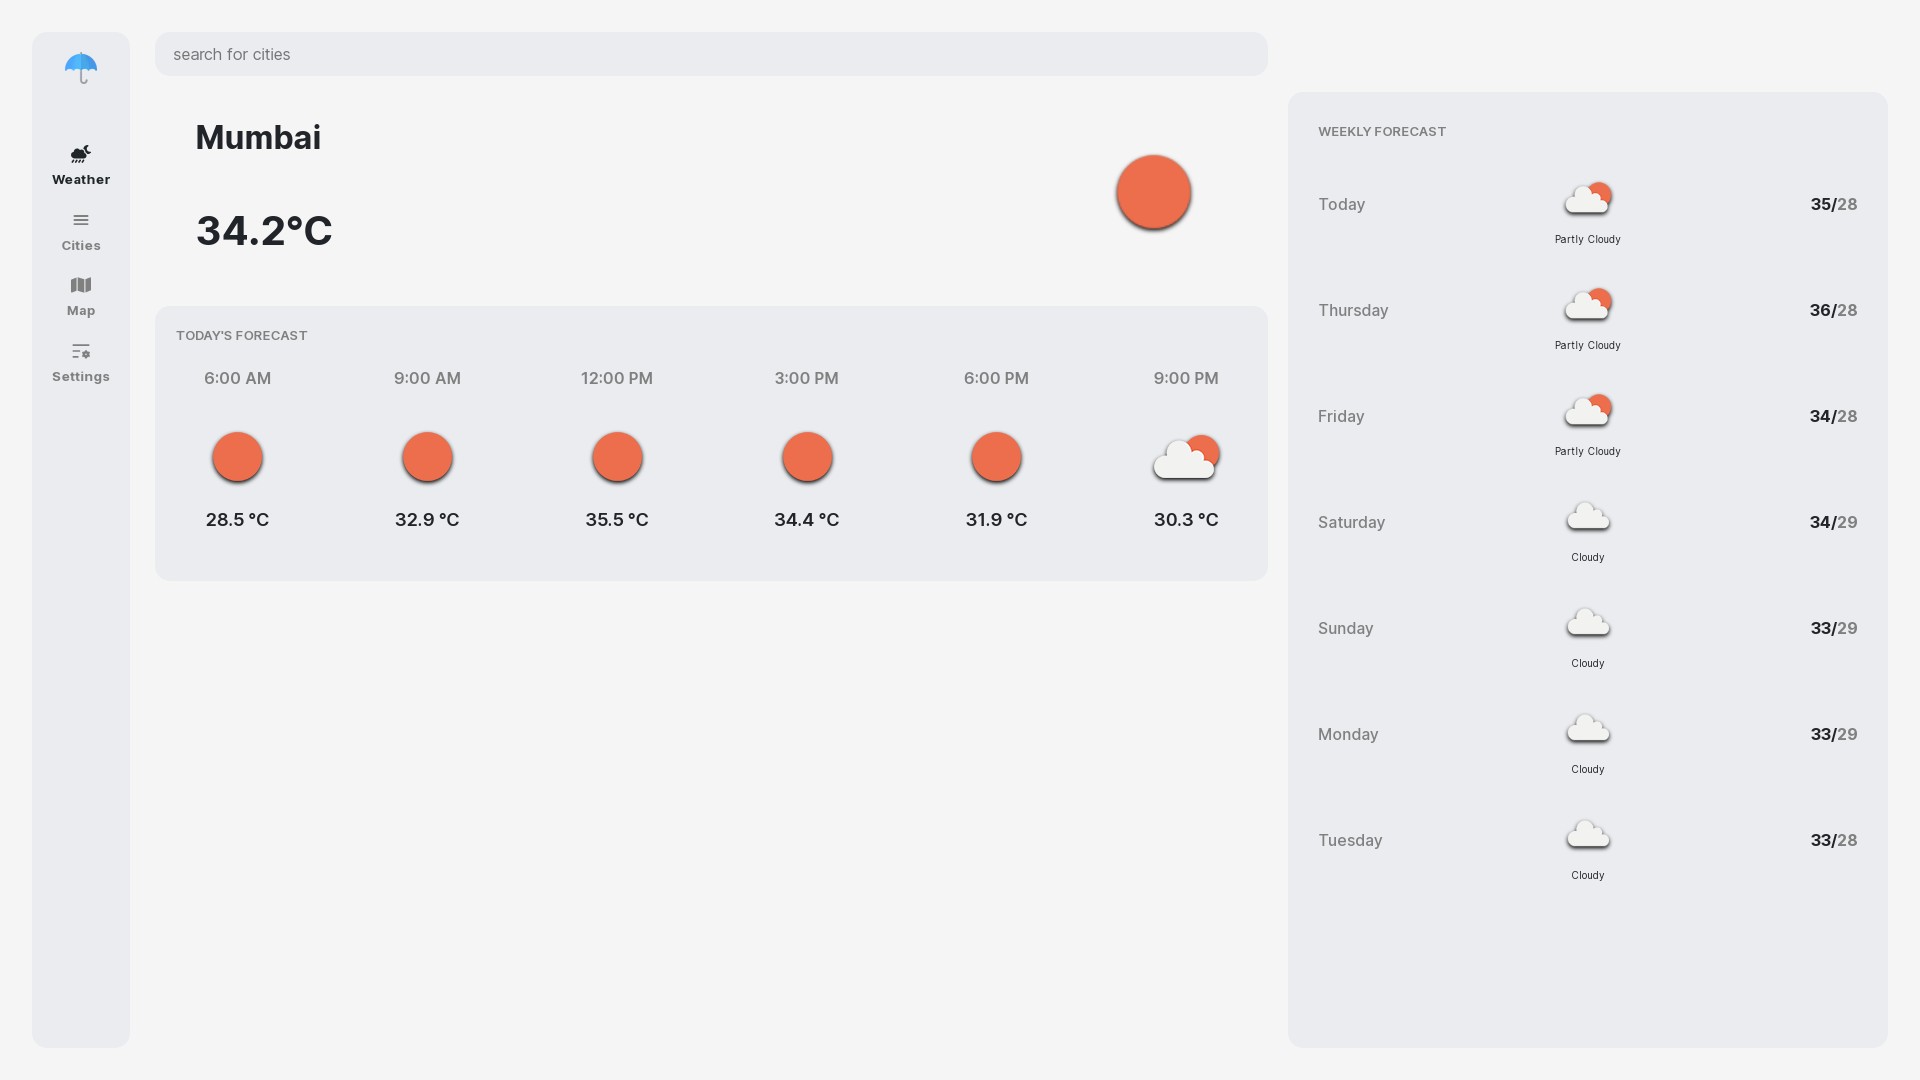 Weather
Cities
Map
Settings
search for cities
Mumbai
34.2°C
TODAY'S FORECAST
6:00 AM 9:00 AM 12:00 PM 3:00 PM 6:00 PM 9:00 PM
28.5 °C 32.9 °C 35.5 °C 34.4 °C 31.9 °C 30.3 °C
WEEKLY FORECAST
Today 35/28
Partly Cloudy
Thursday 36/28
Partly Cloudy
Friday 34/28
Partly Cloudy
Saturday 34/29
Cloudy
Sunday 33/29
Cloudy
Monday 33/29
Cloudy
Tuesday 33/28
Cloudy